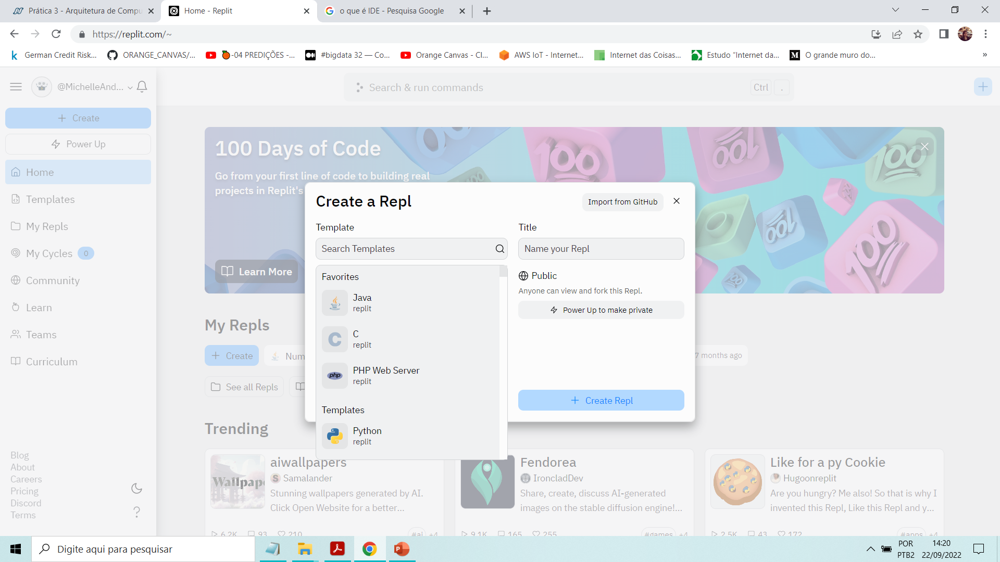 Prática 3 - Arquitetura de Compu
Home - Replit
o que é IDE - Pesquisa Google
https://replit.com/~
German Credit Risk...
ORANGE_CANVAS/...
-04 PREDIÇÕES -...
#bigdata 32 — Co...
Orange Canvas - Cl...
AWS IoT - Internet...
Internet das Coisas...
Estudo “Internet da...
O grande muro do...
»
@MichelleAnd...
Search & run commands
Ctrl
.
+ Create
Power Up
Home
Templates
My Repls
My Cycles 0
Community
Learn
Teams
Curriculum
Blog
About
Careers
Pricing
Discord
Terms
100 Days of Code
Go from your first line of code to building real
projects in Replit's
Learn More
My Repls
+ Create
Num
7 months ago
See all Repls
Create a Repl
Import from GitHub
Template
Search Templates
Favorites
Java
replit
C
replit
PHP Web Server
replit
Templates
Python
replit
Title
Name your Repl
Public
Anyone can view and fork this Repl.
Power Up to make private
+ Create Repl
Trending
Wallpap
aiwallpapers
Samalander
Stunning wallpapers generated by AI.
Click Open Website for a better...
6.2K 93 210
#ai +4
Fendorea
IroncladDev
Share, create, discuss AI-generated
images on the stable diffusion engine!...
9.1K 165 255
#games +4
Like for a py Cookie
Hugoonreplit
Are you hungry? Me also! So that is why I
invented this Repl, Like this Repl and y...
2.5K 43 172
#apps +4
Digite aqui para pesquisar
POR
PTB2
14:20
22/09/2022